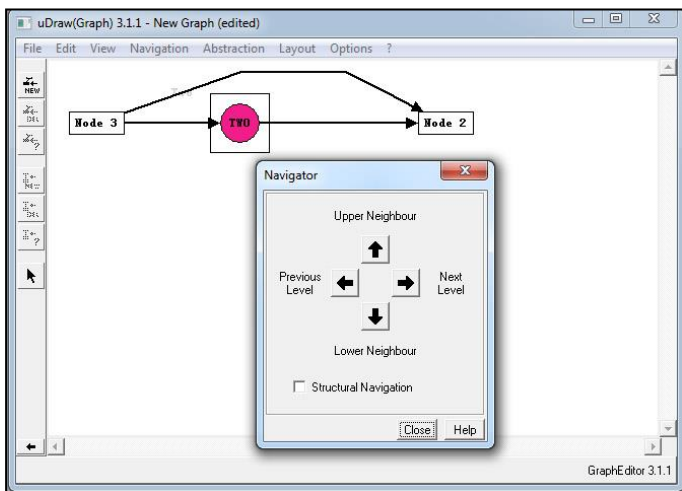 uDraw(Graph) 3.1.1 - New Graph (edited)
File Edit View Navigation Abstraction Layout Options ?
NEW
DEL
?
Node 3
TWO
Node 2
Navigator
Upper Neighbour
Previous Level
Next Level
Lower Neighbour
Structural Navigation
Close Help
?
GraphEditor 3.1.1